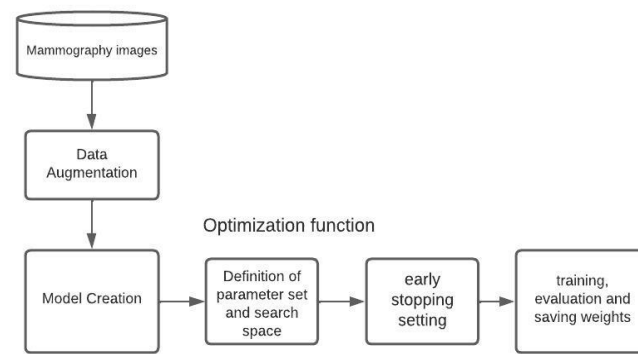 Mammography images
Data
Augmentation
Optimization function
Model Creation
Definition of
parameter set
and search
space
early
stopping
setting
training,
evaluation and
saving weights